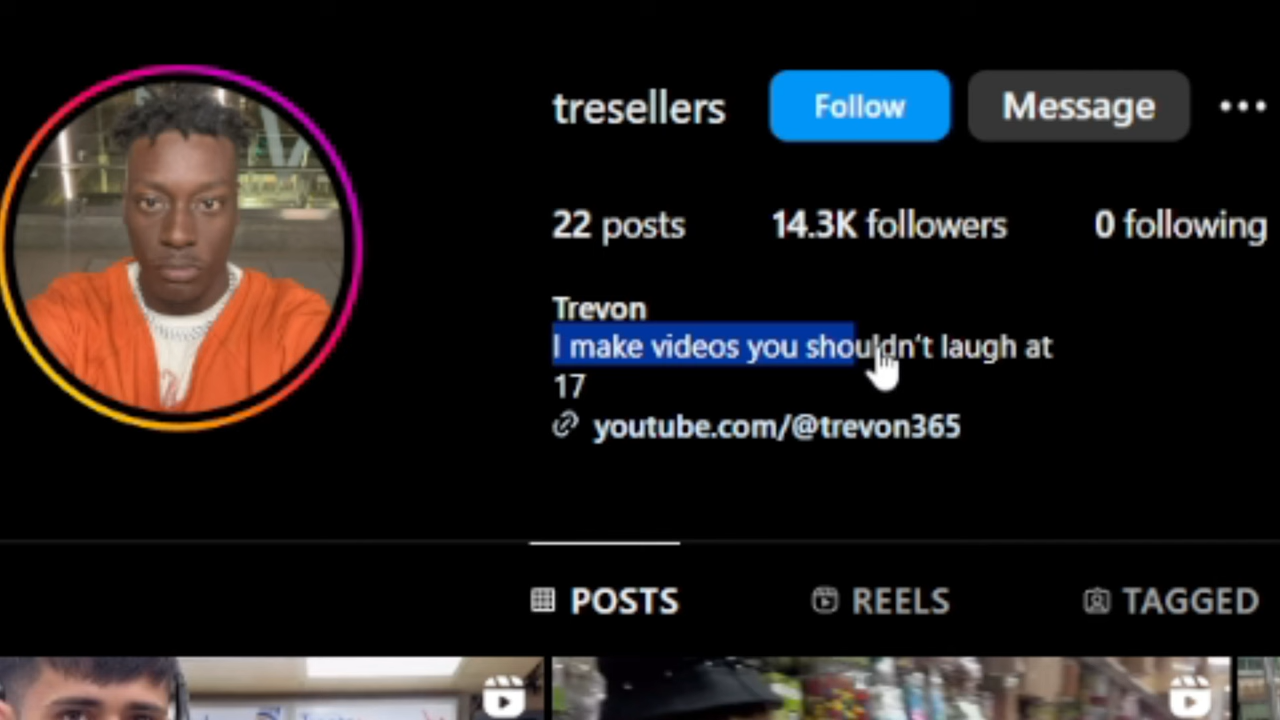 tresellers Follow Message •••
22 posts 14.3K followers 0 following
Trevon
I make videos you shouldn't laugh at
17
youtube.com/@trevon365
POSTS REELS TAGGED